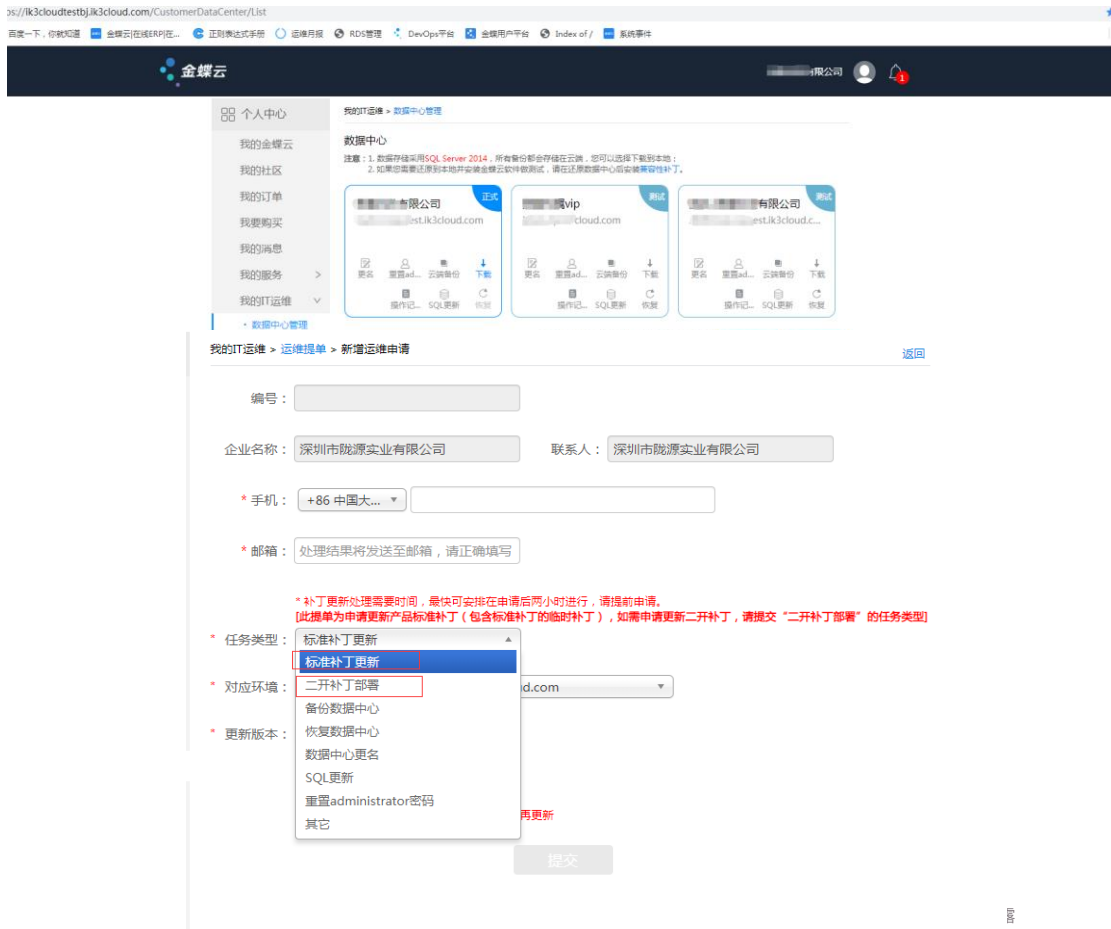 ps://lk3cloudtestbj.ik3cloud.com/CustomerDataCenter/List
百度一下，你就知道 金蝶云|在线ERP|在... 正则表达式手册 运维月报 RDS管理 DevOps平台 金蝶用户平台 Index of / 系统事件
金蝶云
限公司
1
个人中心
我的IT运维 > 数据中心管理
我的金蝶云
我的社区
我的订单
我要购买
我的消息
我的服务 >
我的IT运维
· 数据中心管理
数据中心
注意：1. 数据存储采用SQL Server 2014，所有备份都会存储在云端，您可以选择下载到本地；
2. 如果您需要还原到本地并安装金蝶云软件做测试，请在还原数据中心后安装兼容性补丁。
正式
有限公司
st.ik3cloud.com
更名 重置ad... 云端备份 下载
操作记... SQL更新 恢复
测试
vip
cloud.com
更名 重置ad... 云端备份 下载
操作记... SQL更新 恢复
测试
有限公司
est.ik3cloud.c...
更名 重置ad... 云端备份 下载
操作记... SQL更新 恢复
我的IT运维 > 运维提单 > 新增运维申请
返回
编号：
企业名称： 深圳市陇源实业有限公司 联系人： 深圳市陇源实业有限公司
* 手机： +86 中国大...
* 邮箱： 处理结果将发送至邮箱，请正确填写
* 补丁更新处理需要时间，最快可安排在申请后两小时进行，请提前申请。
[此提单为申请更新产品标准补丁（包含标准补丁的临时补丁），如需申请更新二开补丁，请提交“二开补丁部署”的任务类型]
* 任务类型： 标准补丁更新
标准补丁更新
* 对应环境： 二开补丁部署 ud.com
备份数据中心
* 更新版本： 恢复数据中心
数据中心更名
SQL更新
重置administrator密码
其它 再更新
提交